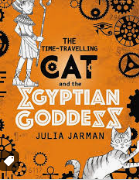 THE
TIME-TRAVELLING
CAT
and the
EGYPTIAN
GODDESS
JULIA JARMAN